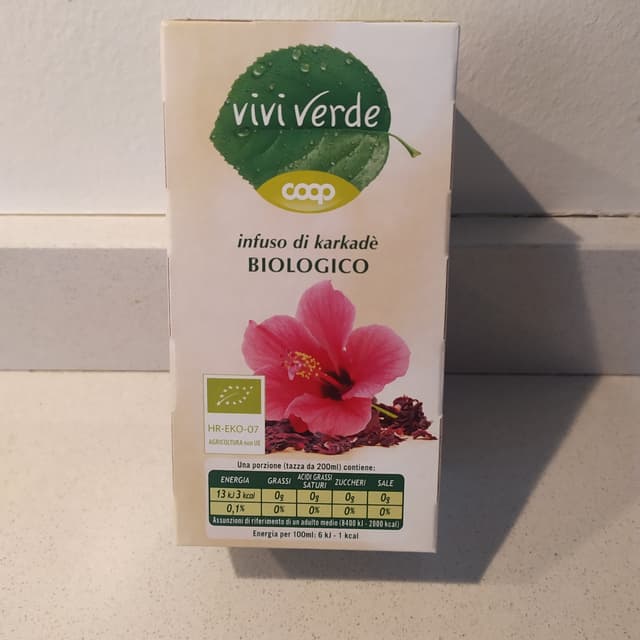 vivi verde
coop
infuso di karkadè
BIOLOGICO
HR-EKO-07
AGRICOLTURA non UE
Una porzione (tazza da 200ml) contiene:
ENERGIA GRASSI ACIDI GRASSI SATURI ZUCCHERI SALE
13 kJ 3 kcal 0g 0g 0g 0g
0,1% 0% 0% 0% 0%
Assunzioni di riferimento di un adulto medio (8400 kJ - 2000 kcal)
Energia per 100ml: 6 kJ - 1 kcal